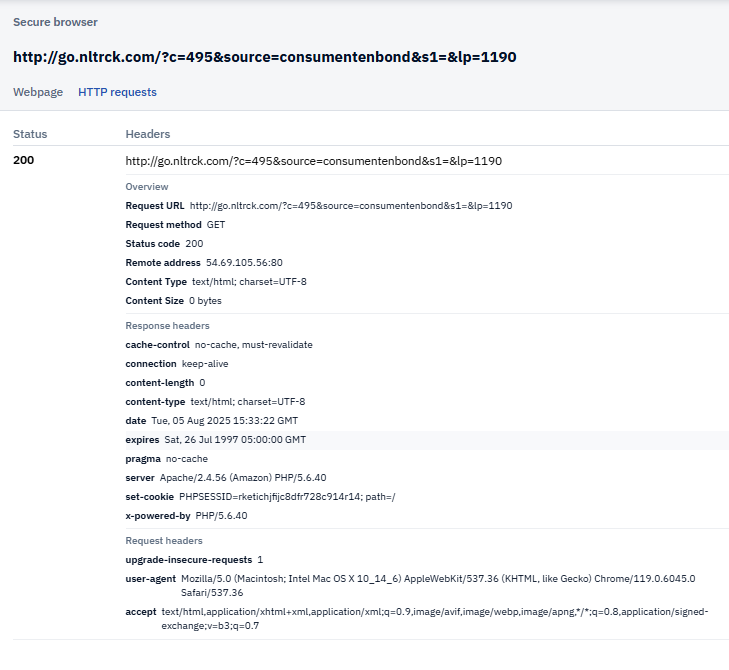 Secure browser
http://go.nltrck.com/?c=495&source=consumentenbond&s1=&lp=1190
Webpage HTTP requests
Status Headers
200 http://go.nltrck.com/?c=495&source=consumentenbond&s1=&lp=1190
Overview
Request URL http://go.nltrck.com/?c=495&source=consumentenbond&s1=&lp=1190
Request method GET
Status code 200
Remote address 54.69.105.56:80
Content Type text/html; charset=UTF-8
Content Size 0 bytes
Response headers
cache-control no-cache, must-revalidate
connection keep-alive
content-length 0
content-type text/html; charset=UTF-8
date Tue, 05 Aug 2025 15:33:22 GMT
expires Sat, 26 Jul 1997 05:00:00 GMT
pragma no-cache
server Apache/2.4.56 (Amazon) PHP/5.6.40
set-cookie PHPSESSID=rketichjfijc8dfr728c914r14; path=/
x-powered-by PHP/5.6.40
Request headers
upgrade-insecure-requests 1
user-agent Mozilla/5.0 (Macintosh; Intel Mac OS X 10_14_6) AppleWebKit/537.36 (KHTML, like Gecko) Chrome/119.0.6045.0
Safari/537.36
accept text/html,application/xhtml+xml,application/xml;q=0.9,image/avif,image/webp,image/apng,*/*;q=0.8,application/signed-
exchange;v=b3;q=0.7